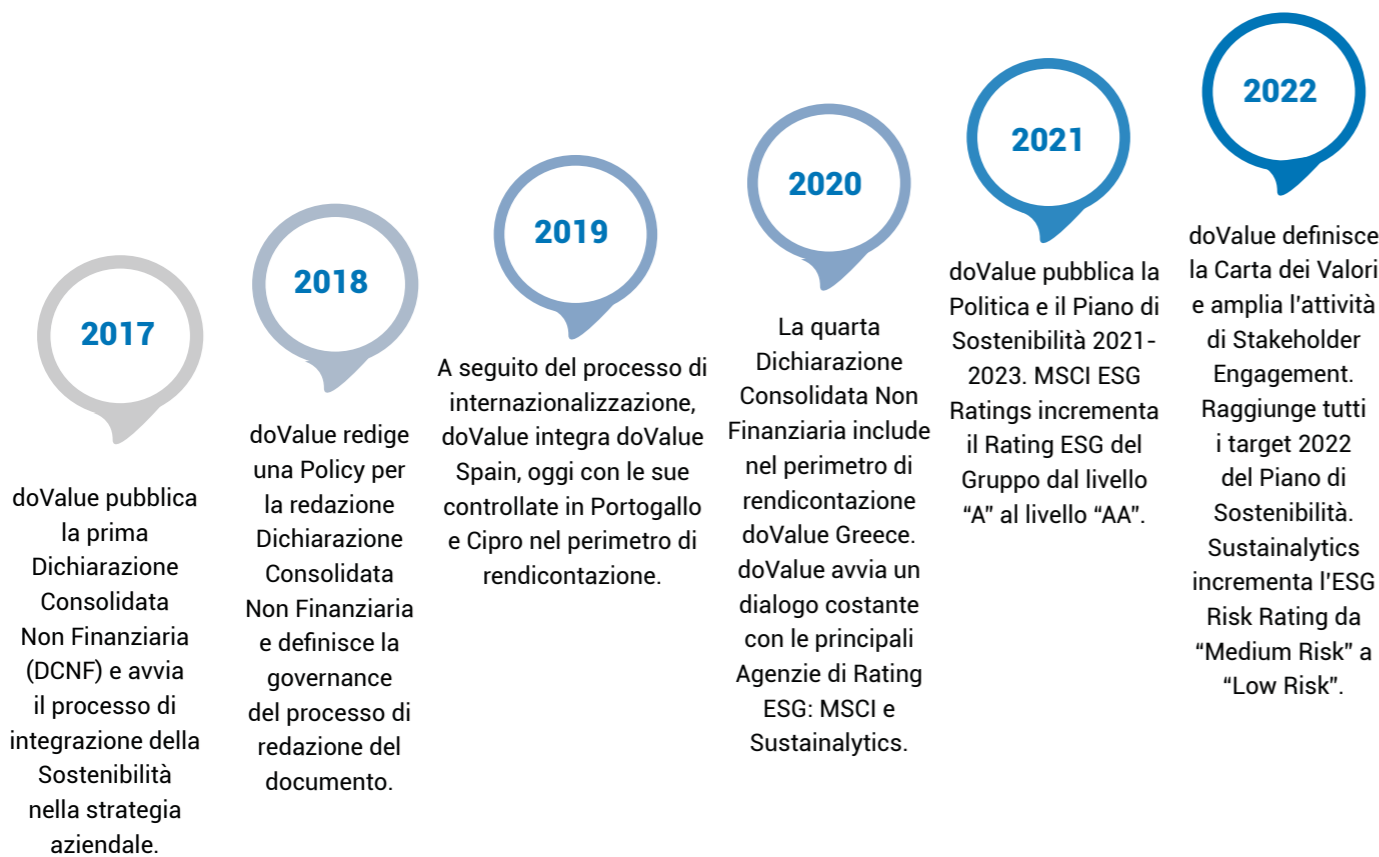 2017
doValue pubblica
la prima
Dichiarazione
Consolidata
Non Finanziaria
(DCNF) e avvia
il processo di
integrazione della
Sostenibilità
nella strategia
aziendale.
2018
doValue redige
una Policy per
la redazione
Dichiarazione
Consolidata
Non Finanziaria
e definisce la
governance
del processo di
redazione del
documento.
2019
A seguito del processo di
internazionalizzazione,
doValue integra doValue
Spain, oggi con le sue
controllate in Portogallo
e Cipro nel perimetro di
rendicontazione.
2020
La quarta
Dichiarazione
Consolidata Non
Finanziaria include
nel perimetro di
rendicontazione
doValue Greece.
doValue avvia un
dialogo costante
con le principali
Agenzie di Rating
ESG: MSCI e
Sustainalytics.
2021
doValue pubblica la
Politica e il Piano di
Sostenibilità 2021-
2023. MSCI ESG
Ratings incrementa
il Rating ESG del
Gruppo dal livello
“A” al livello “AA”.
2022
doValue definisce
la Carta dei Valori
e amplia l'attività
di Stakeholder
Engagement.
Raggiunge tutti
i target 2022
del Piano di
Sostenibilità.
Sustainalytics
incrementa l'ESG
Risk Rating da
“Medium Risk” a
“Low Risk”.